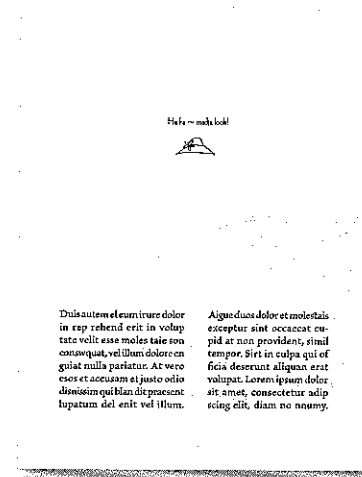 Haha ~ made look!
Duis autem el eum irure dolor
in rep rehend erit in volup
tate velit esse moles taie son
conswquat, vel illum dolore en
guiat nulla pariatur. At vero
esos et accusam et justo odio
disnissim qui blan dit praesent
lupatum del enit vel illum.
Aigue duos dolor et molestais
exceptur sint occaecat cu-
pid at non provident, simil
tempor. Sirt in culpa qui of
ficia deserunt aliquan erat
volupat. Lorem ipsum dolor
sit amet, consectetur adip
scing elit, diam no nnumy.